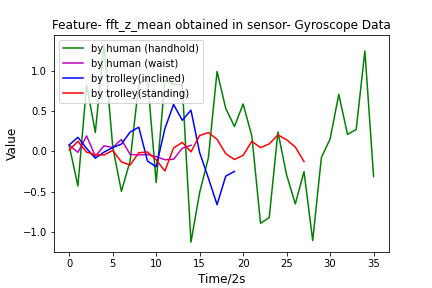 Feature- fft_z_mean obtained in sensor- Gyroscope Data
by human (handhold)
by human (waist)
by trolley(inclined)
by trolley(standing)
Value
1.0
0.5
0.0
−0.5
−1.0
0 5 10 15 20 25 30 35
Time/2s